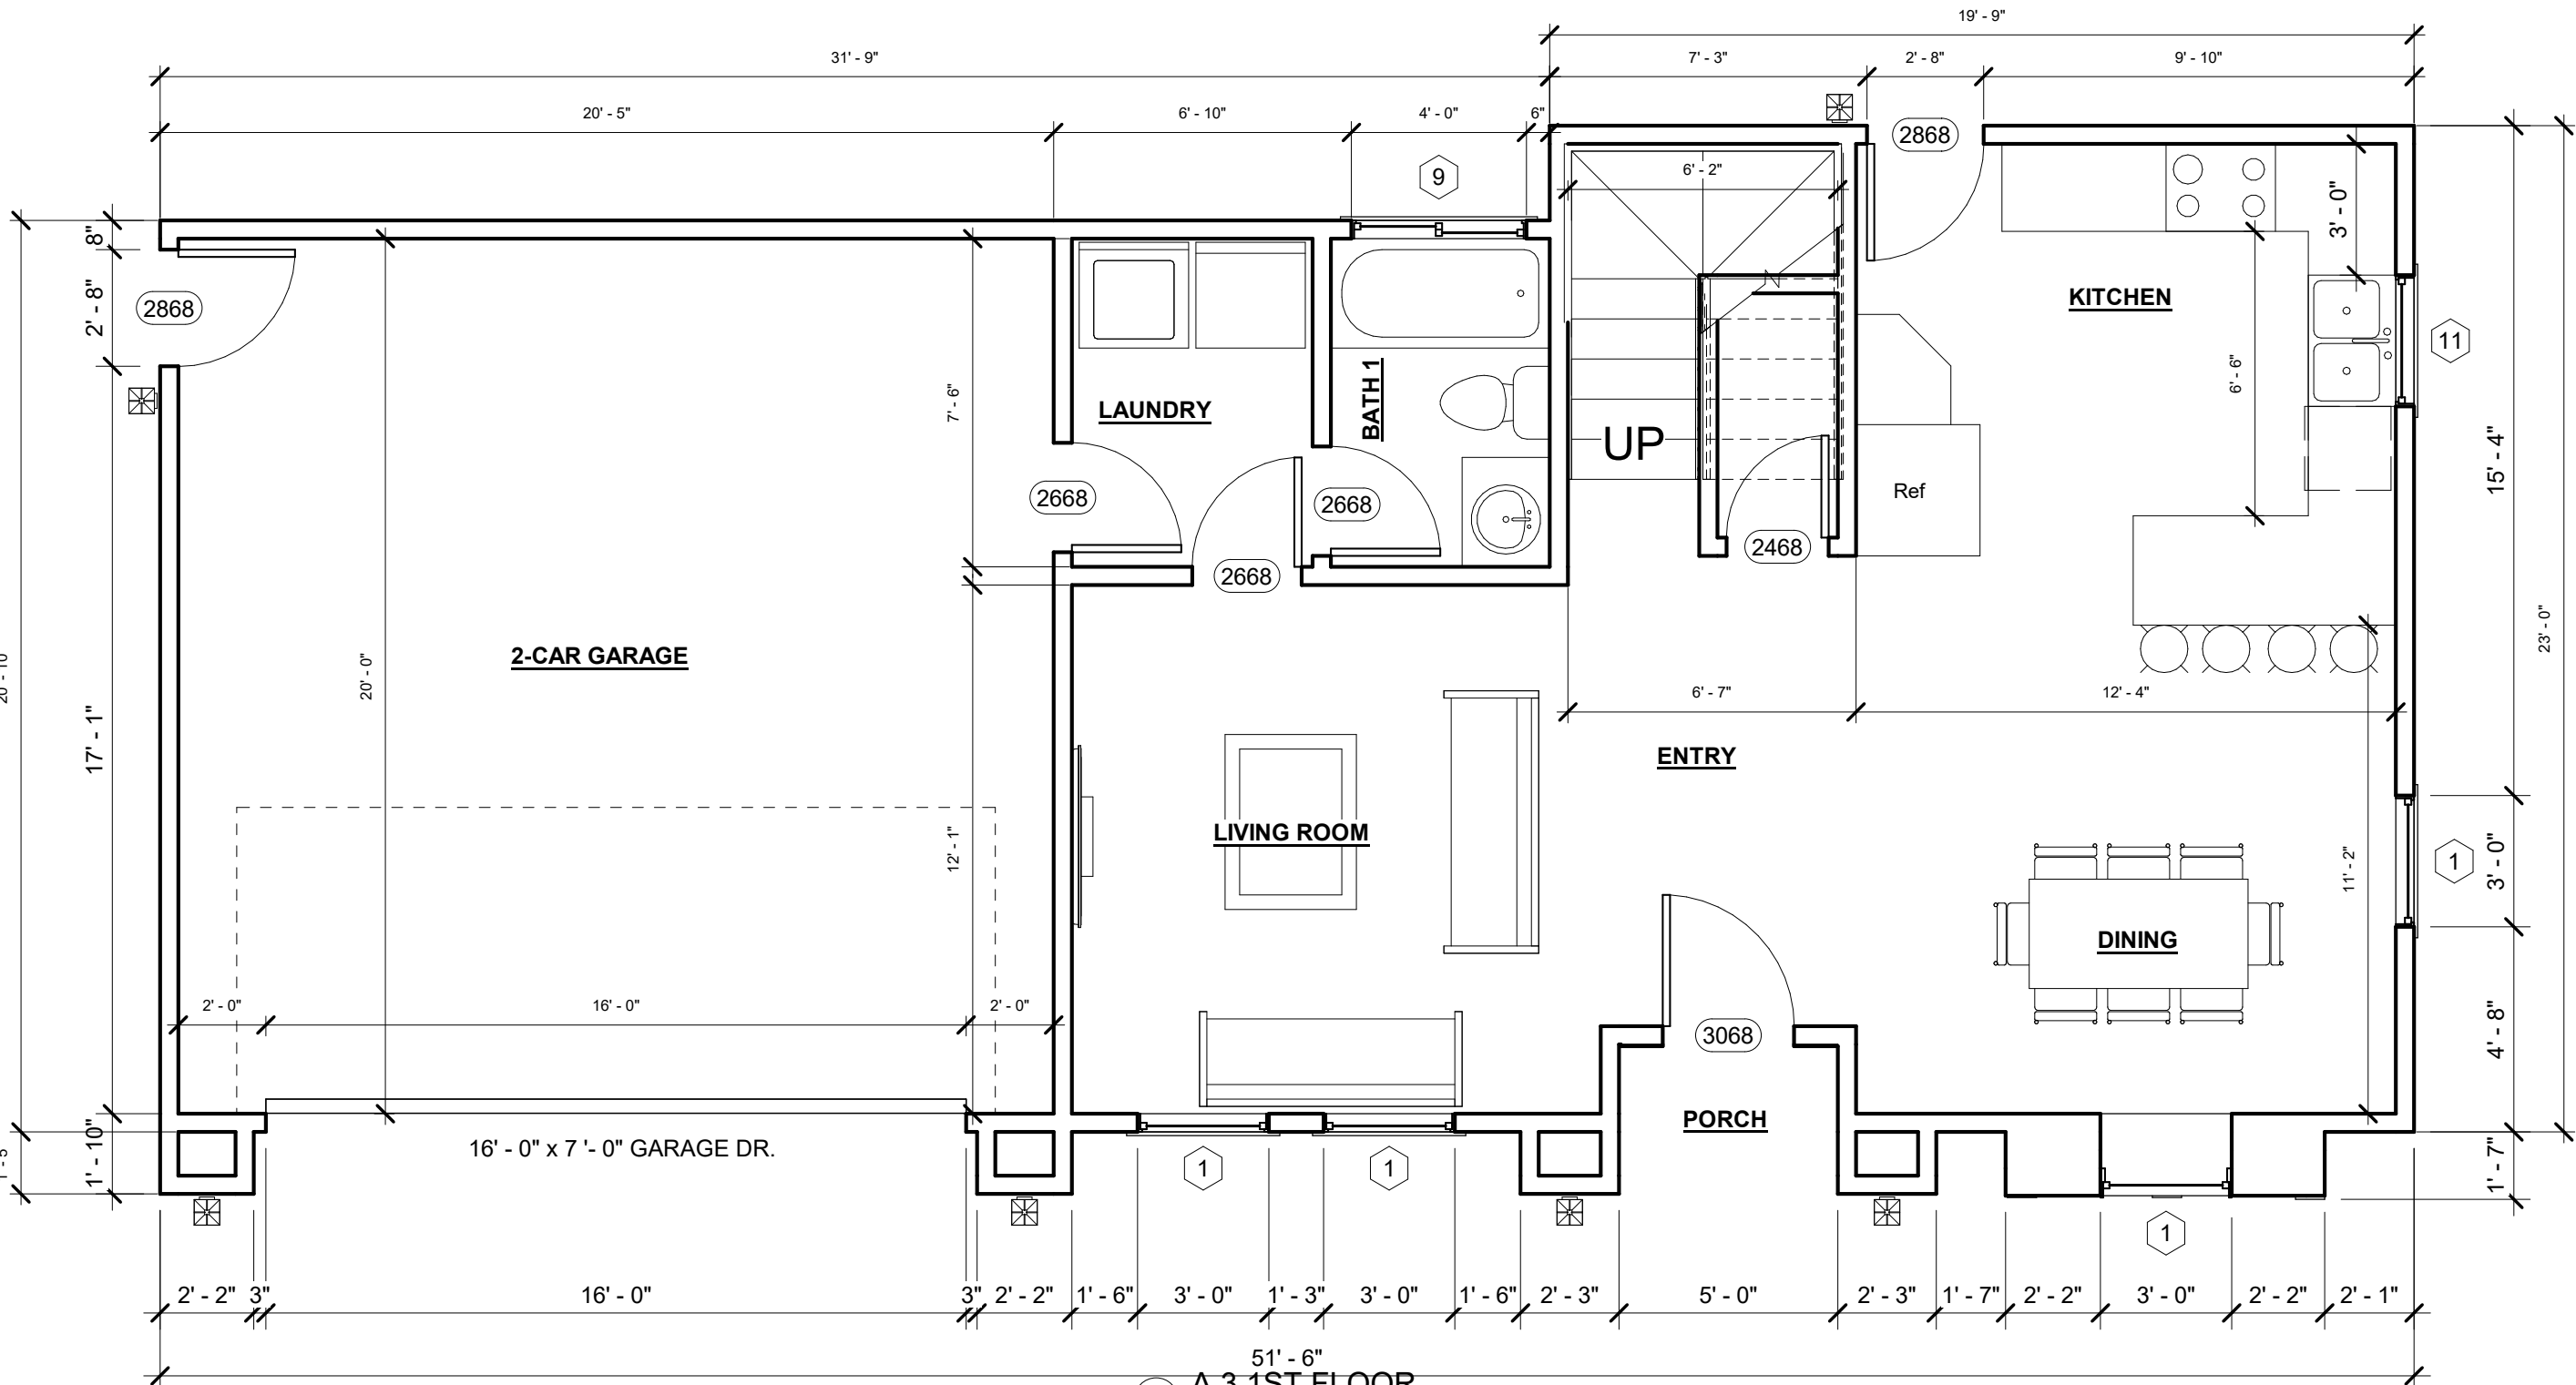 19' - 9"
31' - 9"
7' - 3"
2' - 8"
9' - 10"
20' - 5"
6' - 10"
4' - 0"
6"
2868
9
6' - 2"
3' - 0"
8"
2' - 8"
2868
KITCHEN
11
6' - 6"
7' - 6"
LAUNDRY
BATH 1
UP
15' - 4"
Ref
2668
2668
2468
2668
23' - 0"
2-CAR GARAGE
20' - 0"
20' - 10
6' - 7"
12' - 4"
17' - 1"
ENTRY
LIVING ROOM
12' - 1"
11' - 2"
1
3' - 0"
DINING
2' - 0"
16' - 0"
2' - 0"
3068
4' - 8"
PORCH
16' - 0" x 7 '- 0" GARAGE DR.
1' - 10"
1
1
1' - 7"
1
2' - 2"
3"
16' - 0"
3"
2' - 2"
1' - 6"
3' - 0"
1' - 3"
3' - 0"
1' - 6"
2' - 3"
5' - 0"
2' - 3"
1' - 7"
2' - 2"
3' - 0"
2' - 2"
2' - 1"
51' - 6"
A.3 1ST FLOOR